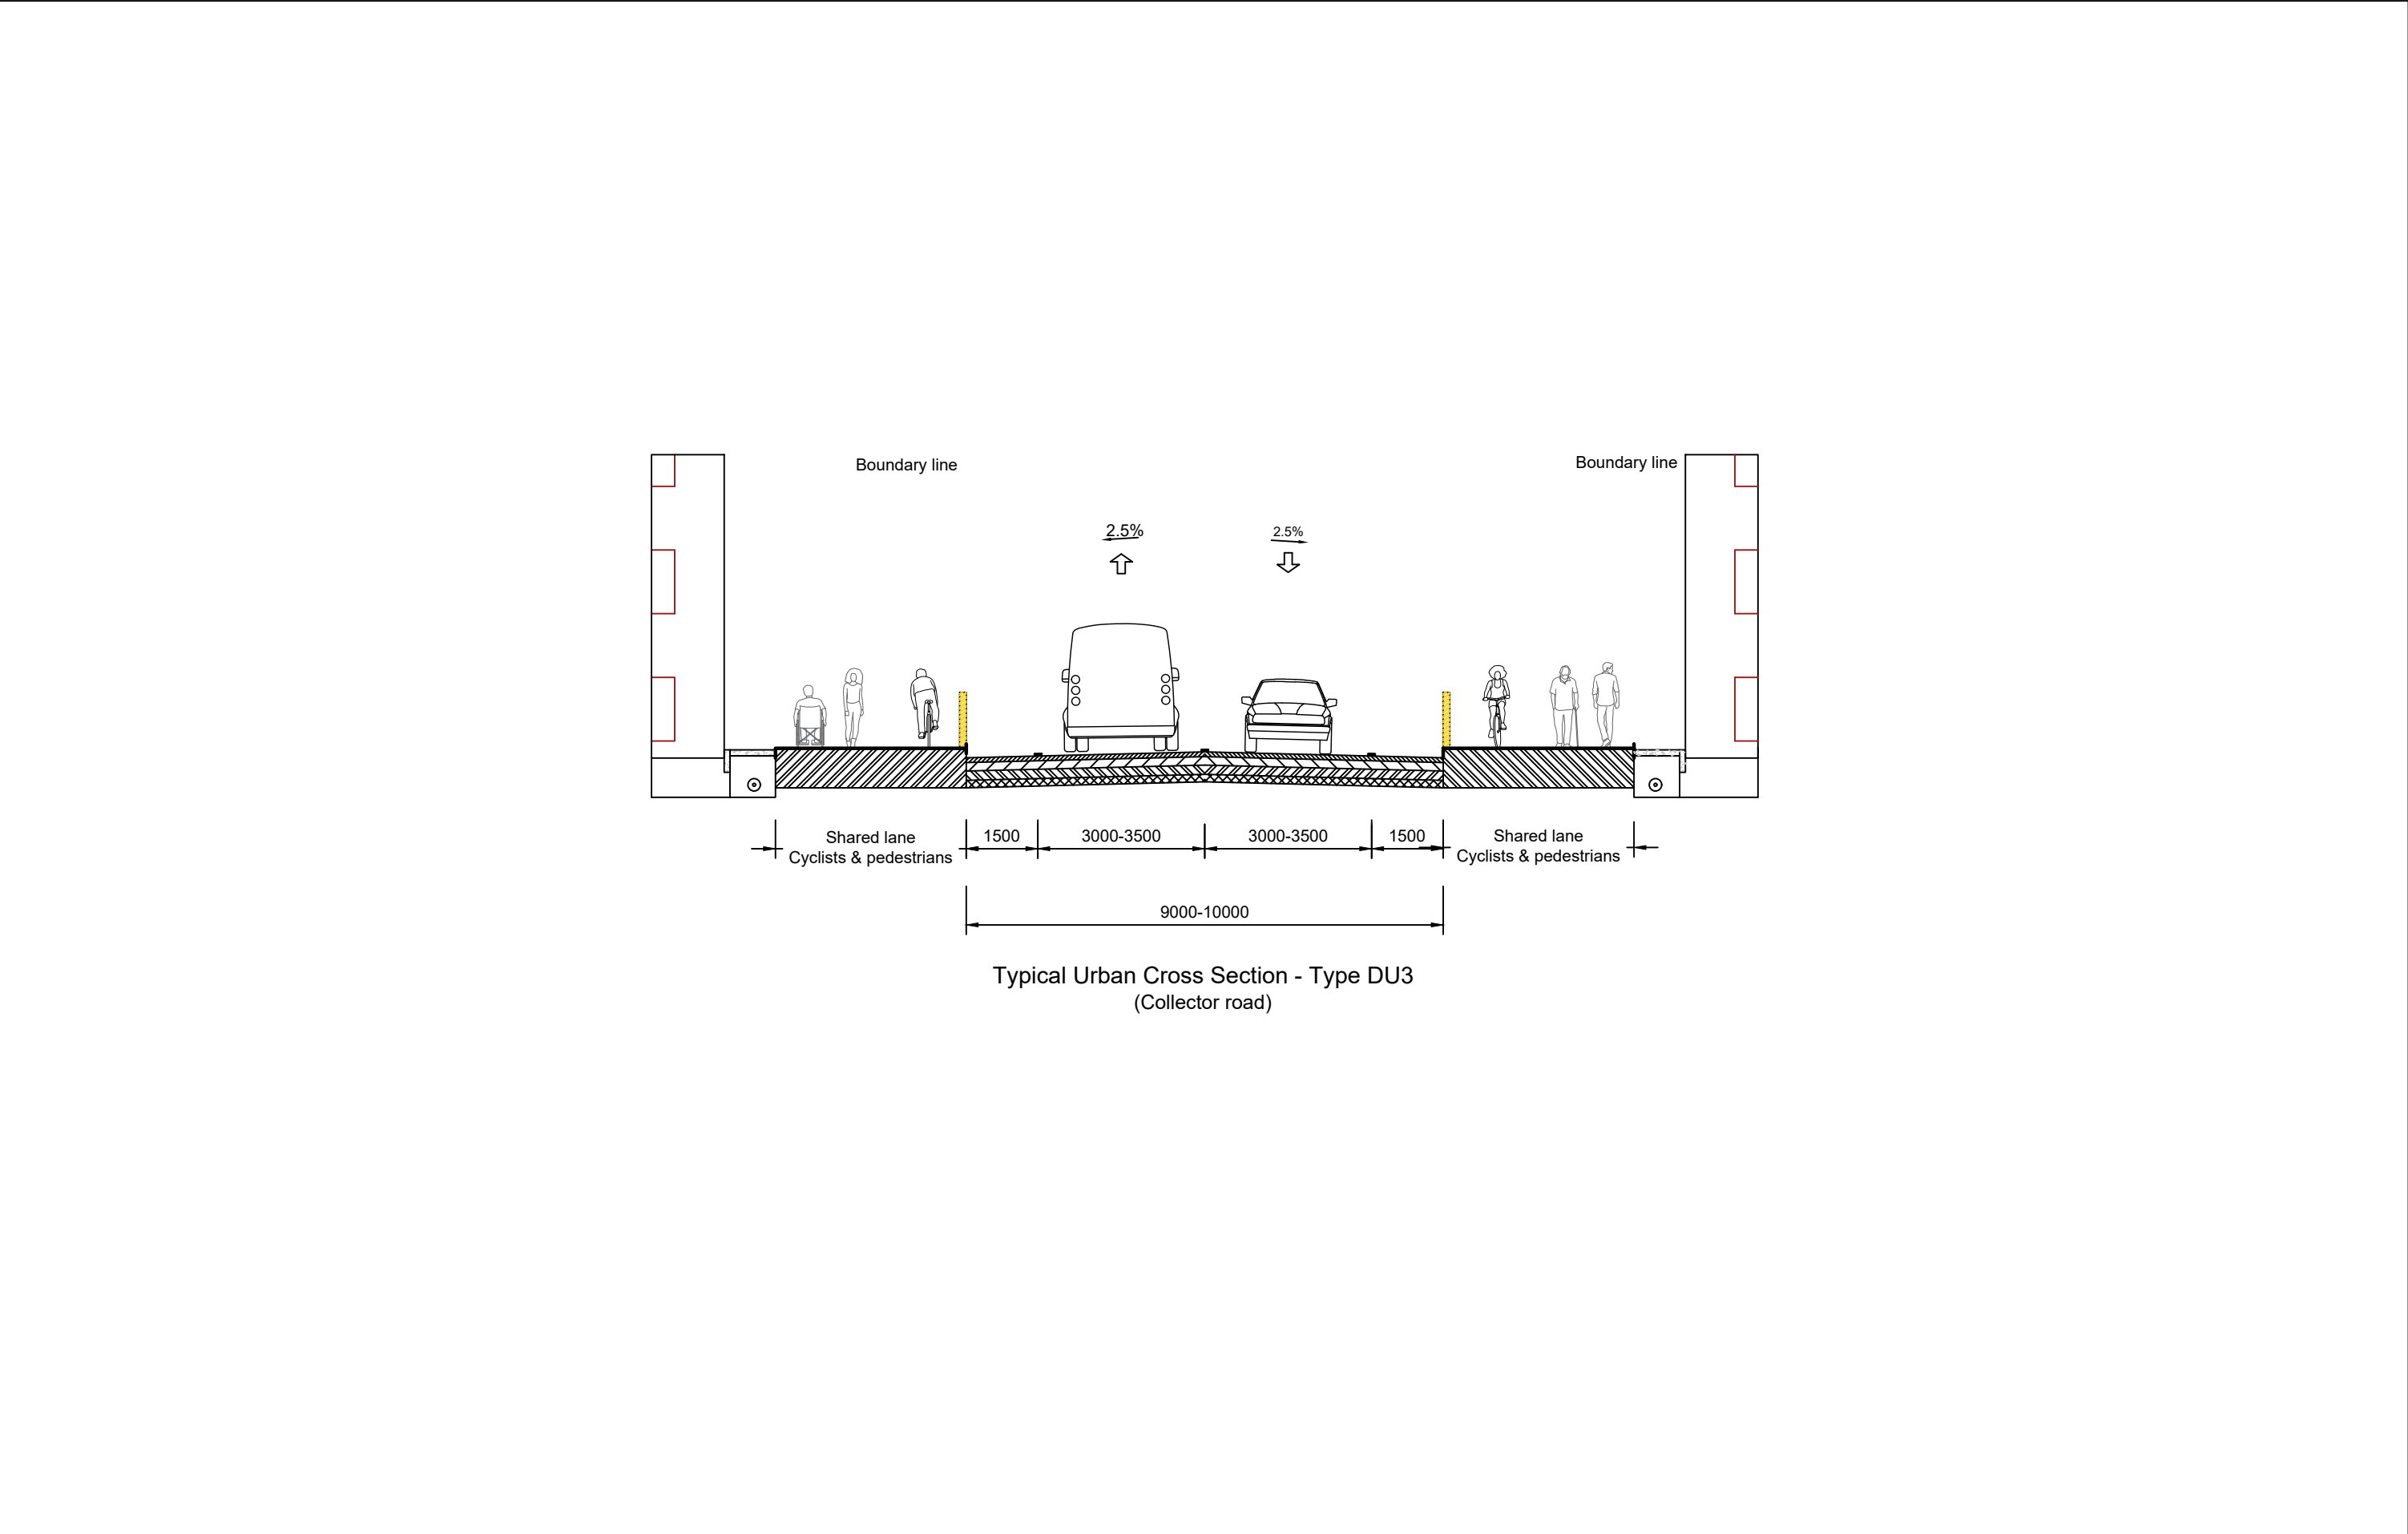 Boundary line
Boundary line
2.5%
2.5%
Shared lane
Cyclists & pedestrians
1500
3000-3500
3000-3500
1500
Shared lane
Cyclists & pedestrians
9000-10000
Typical Urban Cross Section - Type DU3
(Collector road)